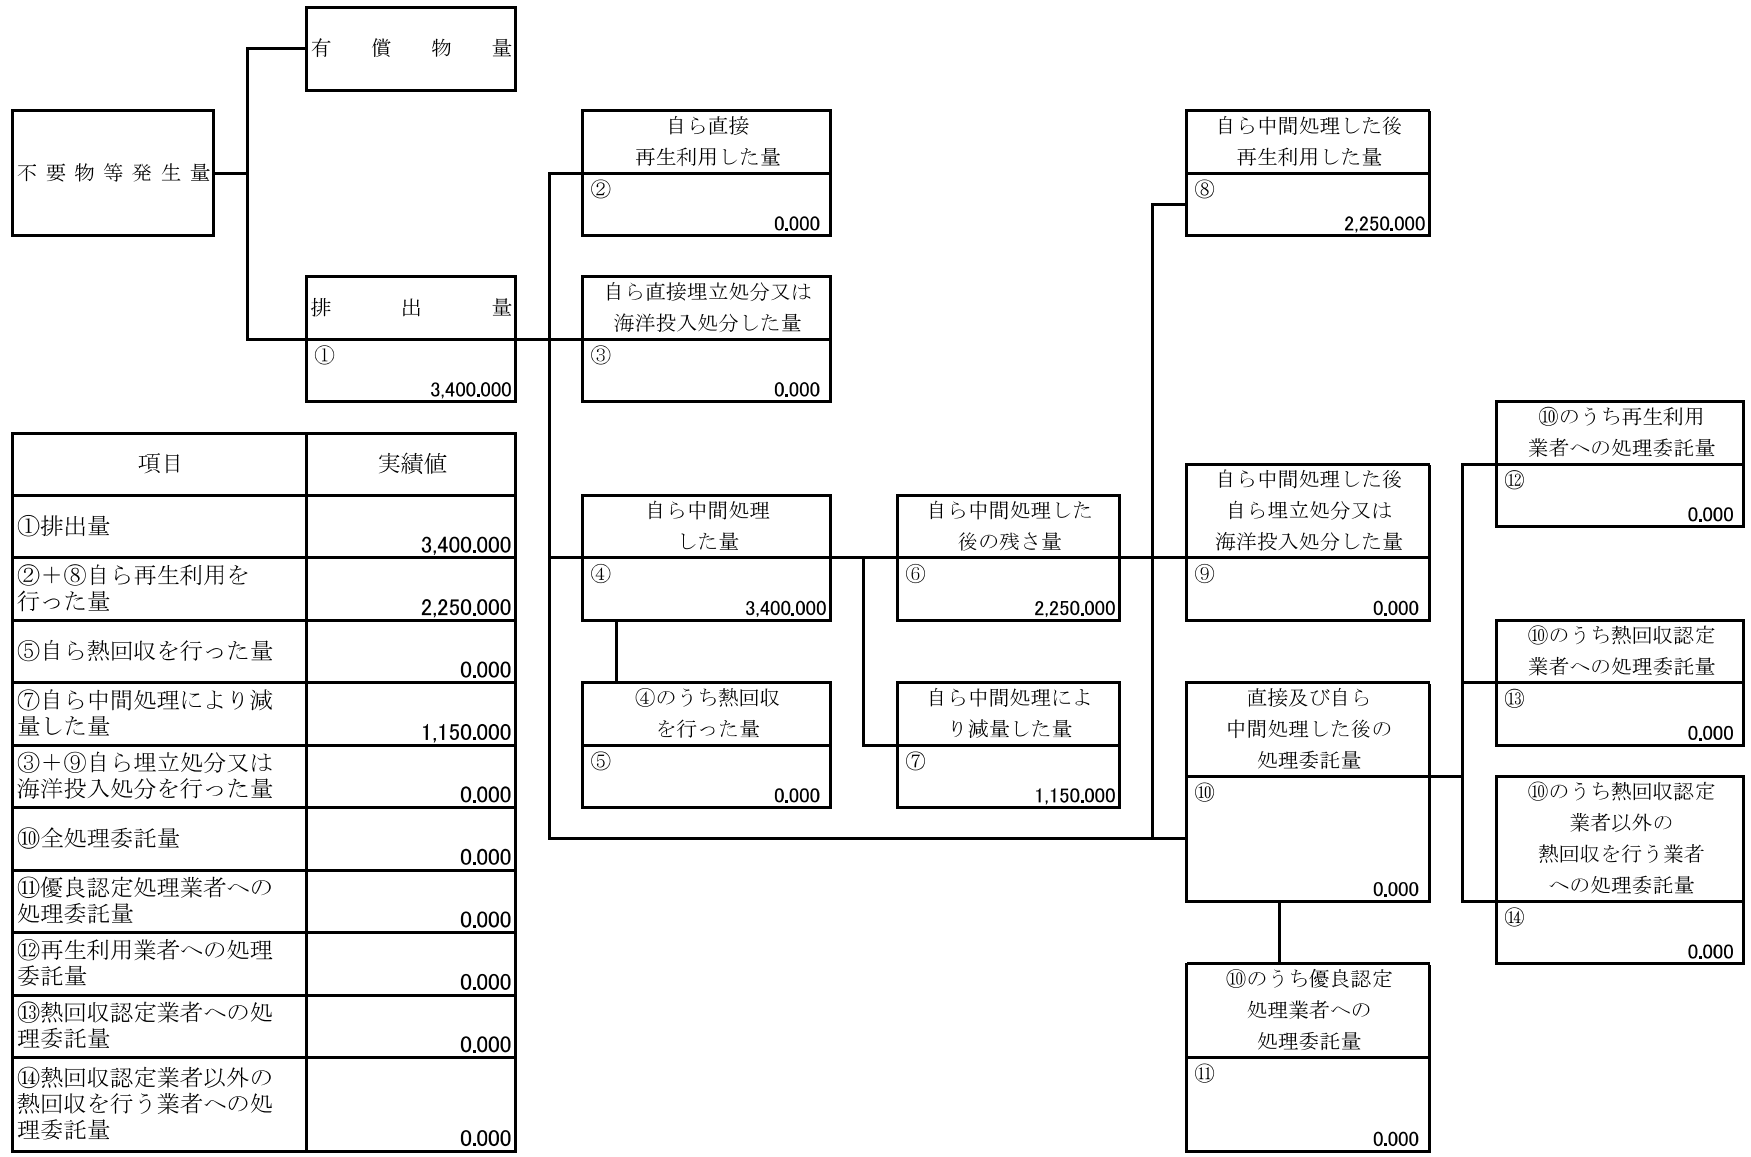 有償物量
不要物等発生量
排出量
①
3,400.000
自ら直接
再生利用した量
②
0.000
自ら直接埋立処分又は
海洋投入処分した量
③
0.000
自ら中間処理
した量
④
3,400.000
④のうち熱回収
を行った量
⑤
0.000
自ら中間処理した
後の残さ量
⑥
2,250.000
自ら中間処理によ
り減量した量
⑦
1,150.000
自ら中間処理した後
再生利用した量
⑧
2,250.000
自ら中間処理した後
自ら埋立処分又は
海洋投入処分した量
⑨
0.000
直接及び自ら
中間処理した後の
処理委託量
⑩
0.000
⑩のうち優良認定
処理業者への
処理委託量
⑪
0.000
⑩のうち再生利用
業者への処理委託量
⑫
0.000
⑩のうち熱回収認定
業者への処理委託量
⑬
0.000
⑩のうち熱回収認定
業者以外の
熱回収を行う業者
への処理委託量
⑭
0.000
項目 実績値
①排出量
3,400.000
②＋⑧自ら再生利用を
行った量
2,250.000
⑤自ら熱回収を行った量
0.000
⑦自ら中間処理により減
量した量
1,150.000
③＋⑨自ら埋立処分又は
海洋投入処分を行った量
0.000
⑩全処理委託量
0.000
⑪優良認定処理業者への
処理委託量
0.000
⑫再生利用業者への処理
委託量
0.000
⑬熱回収認定業者への処
理委託量
0.000
⑭熱回収認定業者以外の
熱回収を行う業者への処
理委託量
0.000